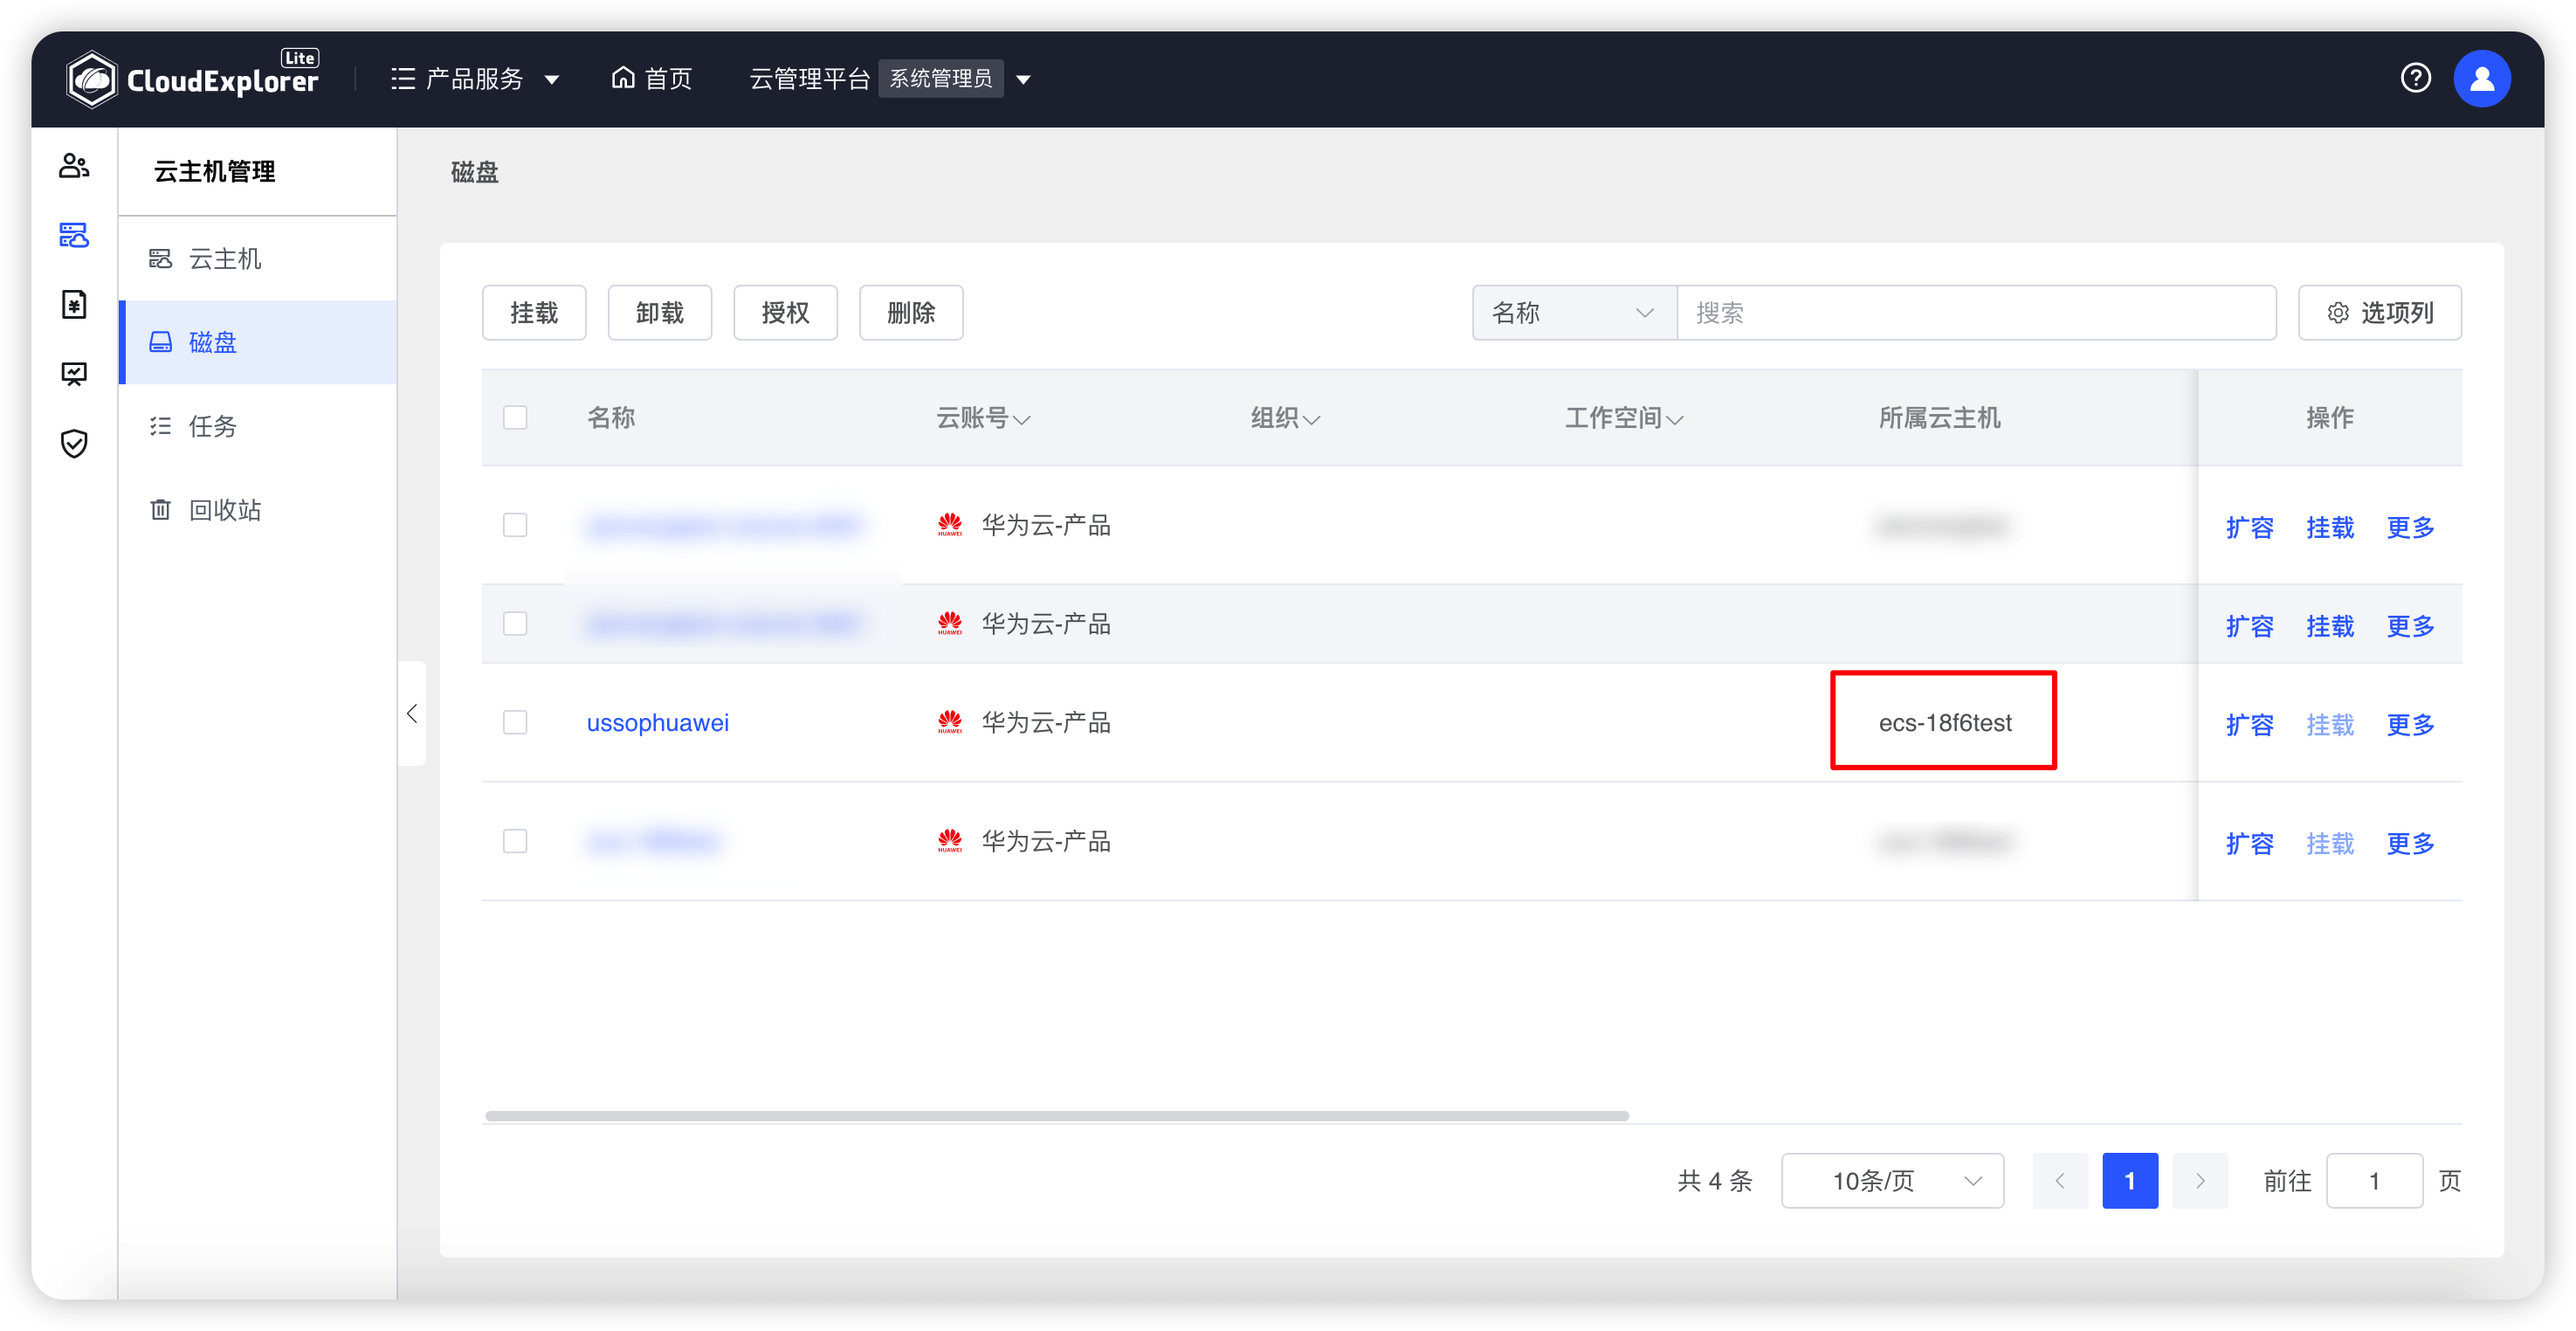 CloudExplorer Lite 产品服务 首页 云管理平台 系统管理员
云主机管理
云主机
磁盘
任务
回收站
磁盘
挂载 卸载 授权 删除 名称 搜索 选项列
名称 云账号 组织 工作空间 所属云主机 操作
HUAWEI 华为云-产品 扩容 挂载 更多
HUAWEI 华为云-产品 扩容 挂载 更多
ussophuawei HUAWEI 华为云-产品 ecs-18f6test 扩容 挂载 更多
HUAWEI 华为云-产品 扩容 挂载 更多
共 4 条 10条/页 1 前往 1 页